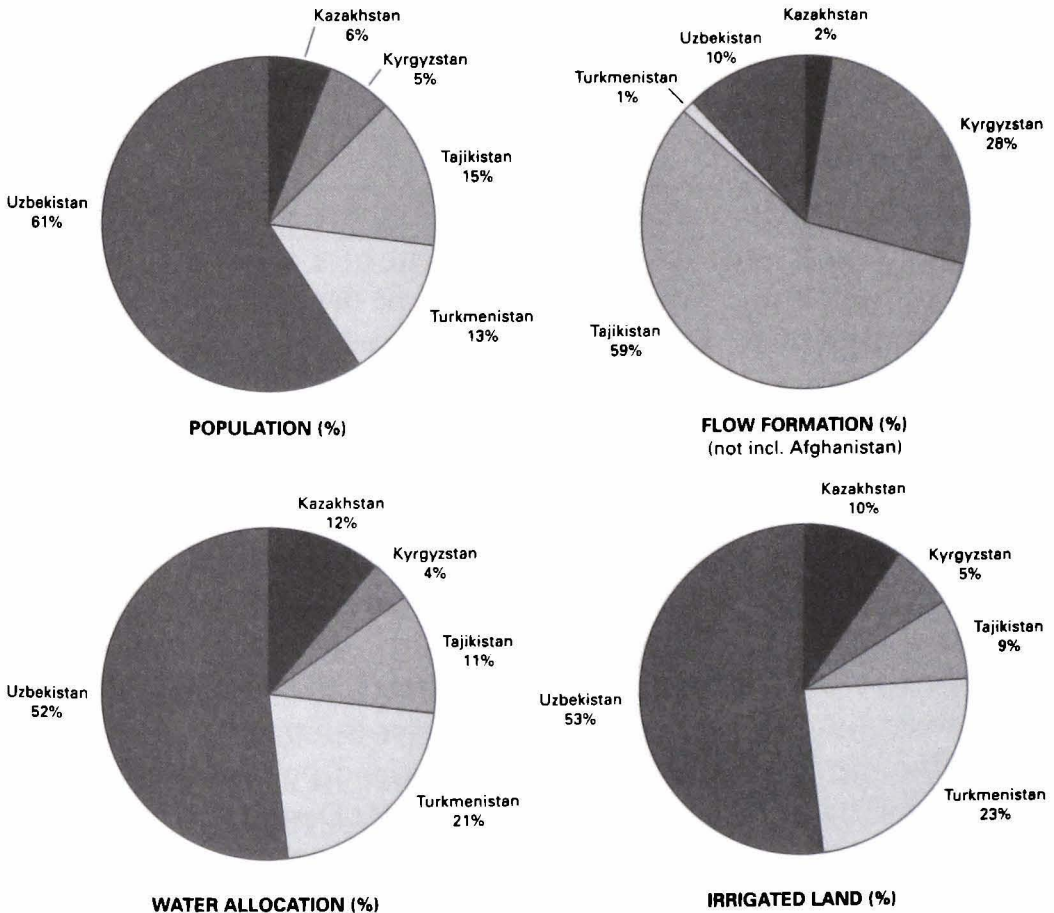 Kazakhstan
6%
Kyrgyzstan
5%
Tajikistan
15%
Turkmenistan
13%
Uzbekistan
61%
POPULATION (%)
Kazakhstan
2%
Kyrgyzstan
28%
Tajikistan
59%
Turkmenistan
1%
Uzbekistan
10%
FLOW FORMATION (%)
(not incl. Afghanistan)
Kazakhstan
12%
Kyrgyzstan
4%
Tajikistan
11%
Turkmenistan
21%
Uzbekistan
52%
WATER ALLOCATION (%)
Kazakhstan
10%
Kyrgyzstan
5%
Tajikistan
9%
Turkmenistan
23%
Uzbekistan
53%
IRRIGATED LAND (%)